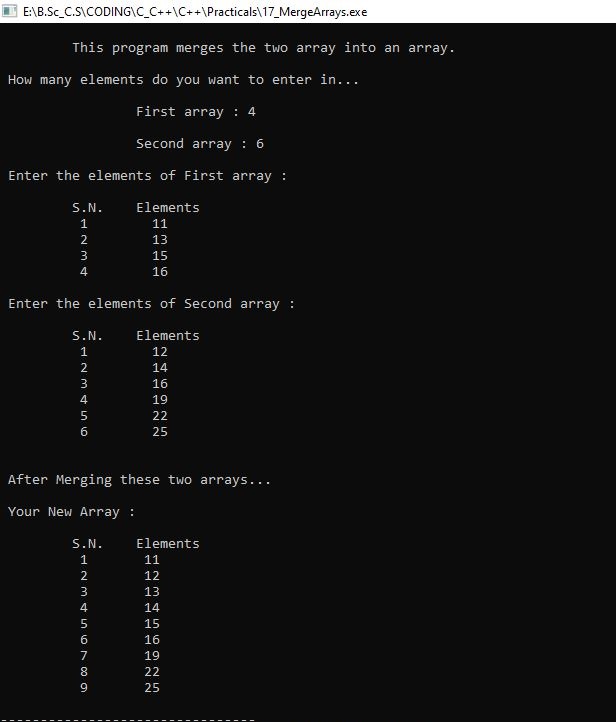 E:\B.Sc_C.S\CODING\C_C++\C++\Practicals\17_MergeArrays.exe
This program merges the two array into an array.
How many elements do you want to enter in...
First array : 4
Second array : 6
Enter the elements of First array :
S.N. Elements
1 11
2 13
3 15
4 16
Enter the elements of Second array :
S.N. Elements
1 12
2 14
3 16
4 19
5 22
6 25
After Merging these two arrays...
Your New Array :
S.N. Elements
1 11
2 12
3 13
4 14
5 15
6 16
7 19
8 22
9 25
--------------------------------